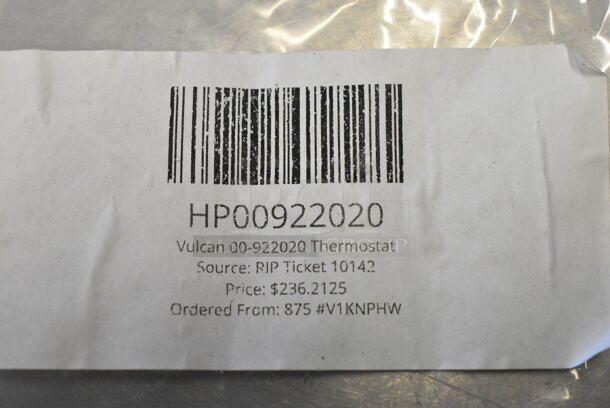 HP00922020
Vulcan 00-922020 Thermostat
Source: RIP Ticket 10142
Price: $236.2125
Ordered From: 875 #V1KNPHW